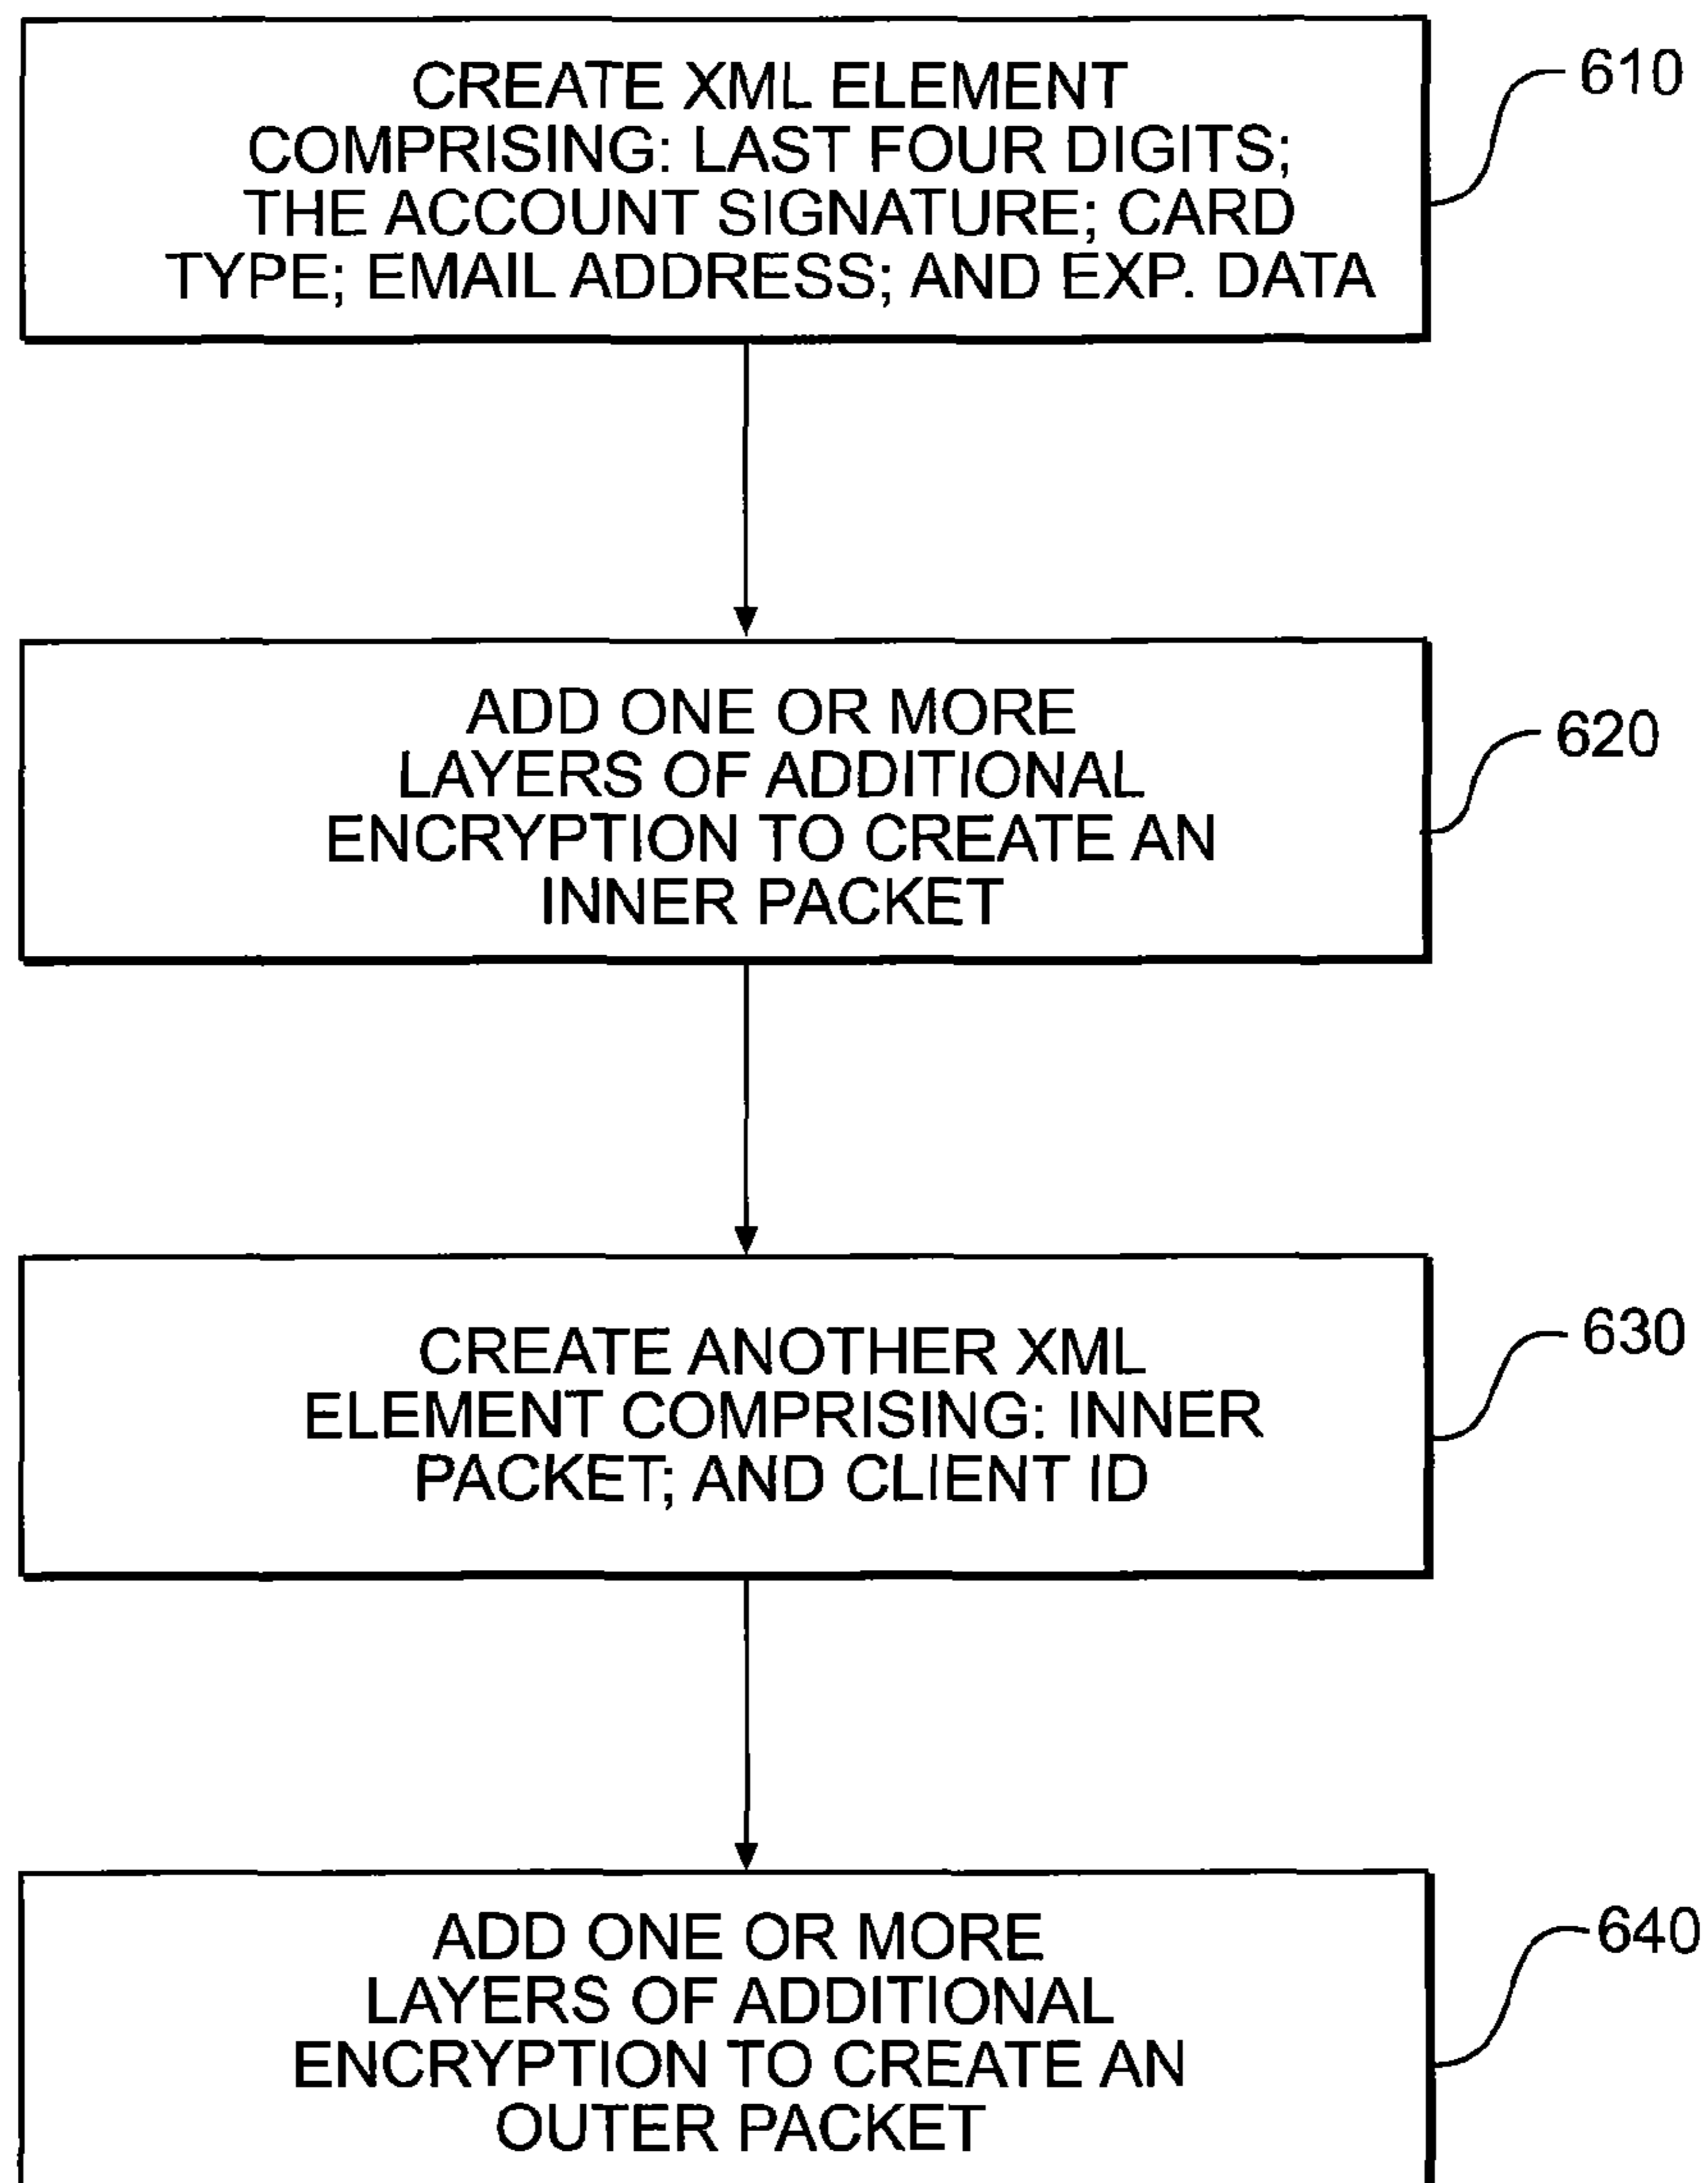 CREATE XML ELEMENT
COMPRISING: LAST FOUR DIGITS;
THE ACCOUNT SIGNATURE; CARD
TYPE; EMAIL ADDRESS; AND EXP. DATA
610
ADD ONE OR MORE
LAYERS OF ADDITIONAL
ENCRYPTION TO CREATE AN
INNER PACKET
620
CREATE ANOTHER XML
ELEMENT COMPRISING: INNER
PACKET; AND CLIENT ID
630
ADD ONE OR MORE
LAYERS OF ADDITIONAL
ENCRYPTION TO CREATE AN
OUTER PACKET
640